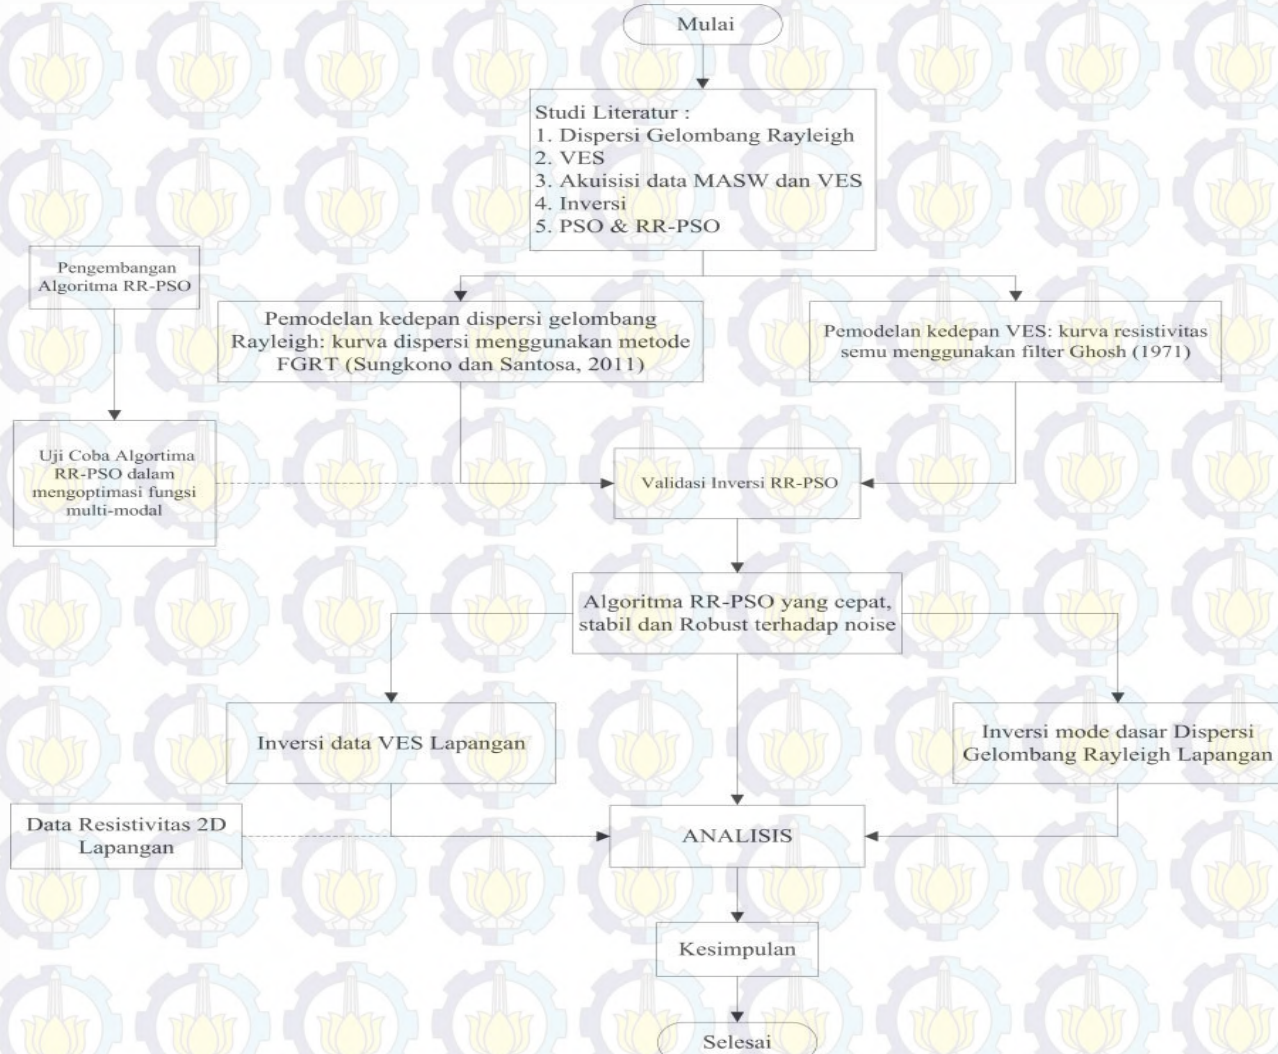 Mulai
Studi Literatur :
1. Dispersi Gelombang Rayleigh
2. VES
3. Akuisisi data MASW dan VES
4. Inversi
5. PSO & RR-PSO
Pengembangan
Algoritma RR-PSO
Pemodelan kedepan dispersi gelombang
Rayleigh: kurva dispersi menggunakan metode
FGRT (Sungkono dan Santosa, 2011)
Pemodelan kedepan VES: kurva resistivitas
semu menggunakan filter Ghosh (1971)
Uji Coba Algortima
RR-PSO dalam
mengoptimasi fungsi
multi-modal
Validasi Inversi RR-PSO
Algoritma RR-PSO yang cepat,
stabil dan Robust terhadap noise
Inversi data VES Lapangan
Inversi mode dasar Dispersi
Gelombang Rayleigh Lapangan
Data Resistivitas 2D
Lapangan
ANALISIS
Kesimpulan
Selesai